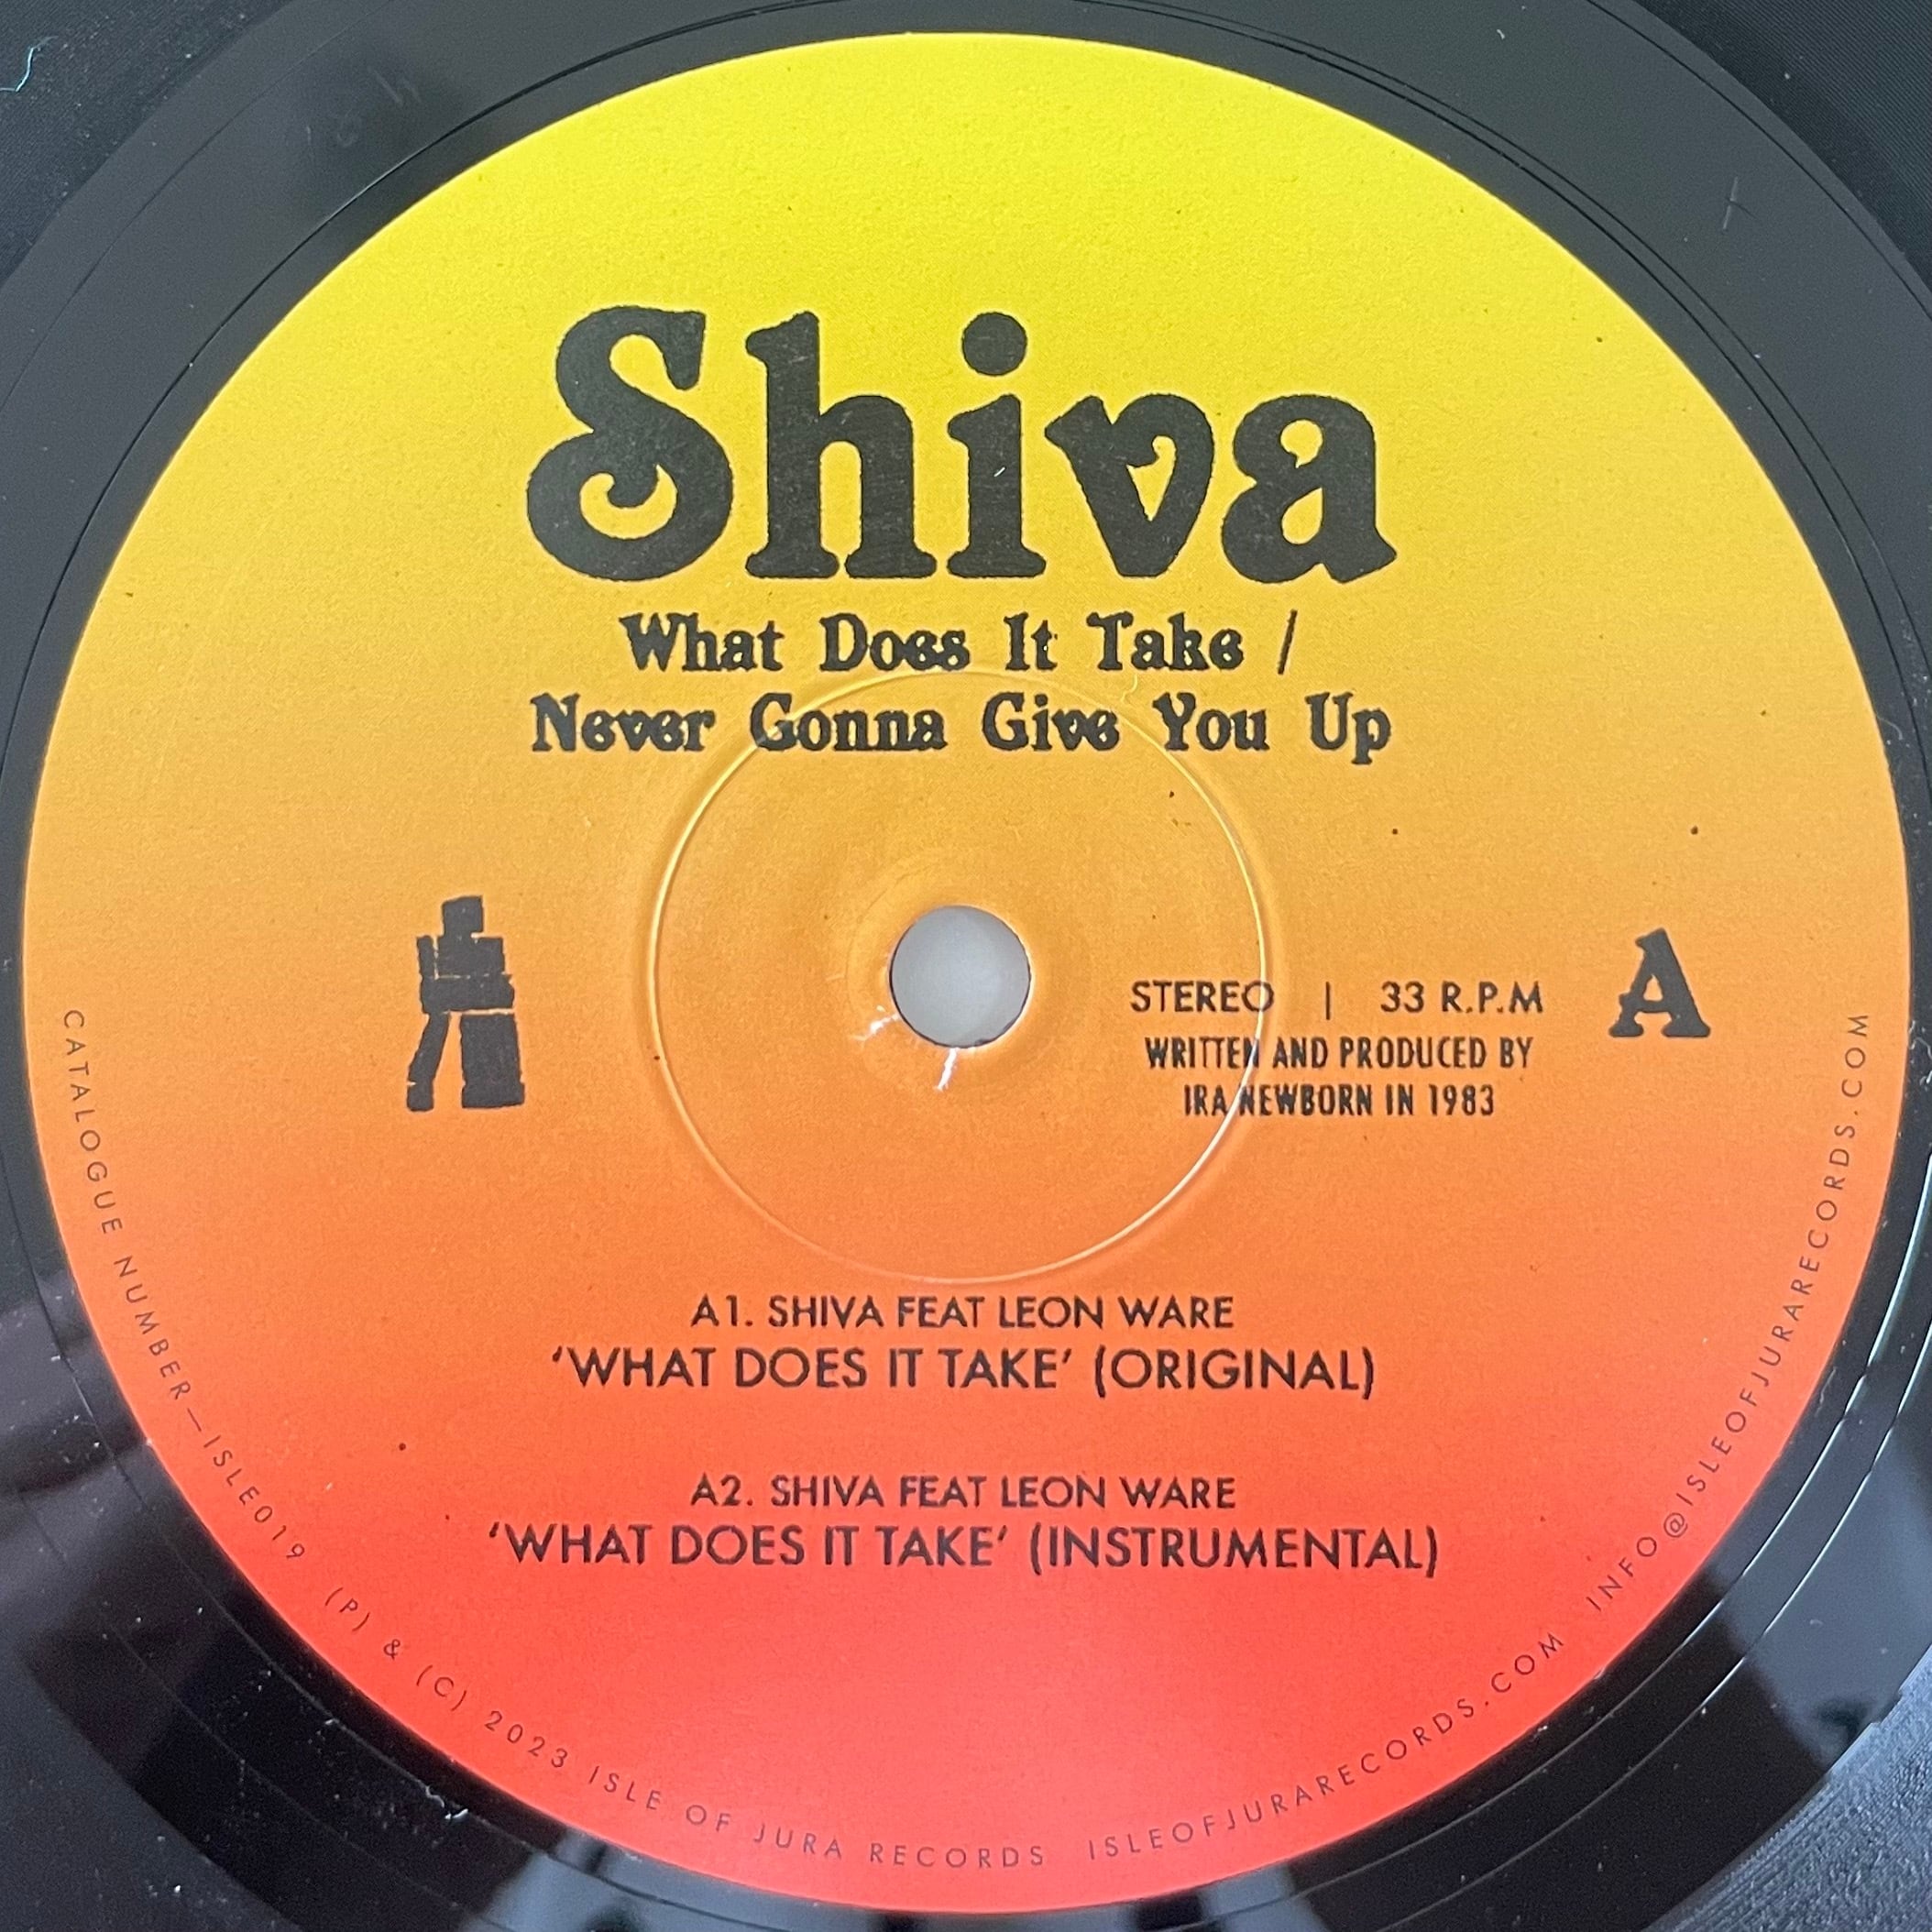 Shiva
What Does It Take /
Never Gonna Give You Up
STEREO | 33 R.P.M
A
WRITTEN AND PRODUCED BY
IRA NEWBORN IN 1983
A1. SHIVA FEAT LEON WARE
‘WHAT DOES IT TAKE’ (ORIGINAL)
A2. SHIVA FEAT LEON WARE
‘WHAT DOES IT TAKE’ (INSTRUMENTAL)
CATALOGUE NUMBER—ISLE019 (P) & (C) 2023 ISLE OF JURA RECORDS ISLEOFJURARECORDS.COM INFO@ISLEOFJURARECORDS.COM